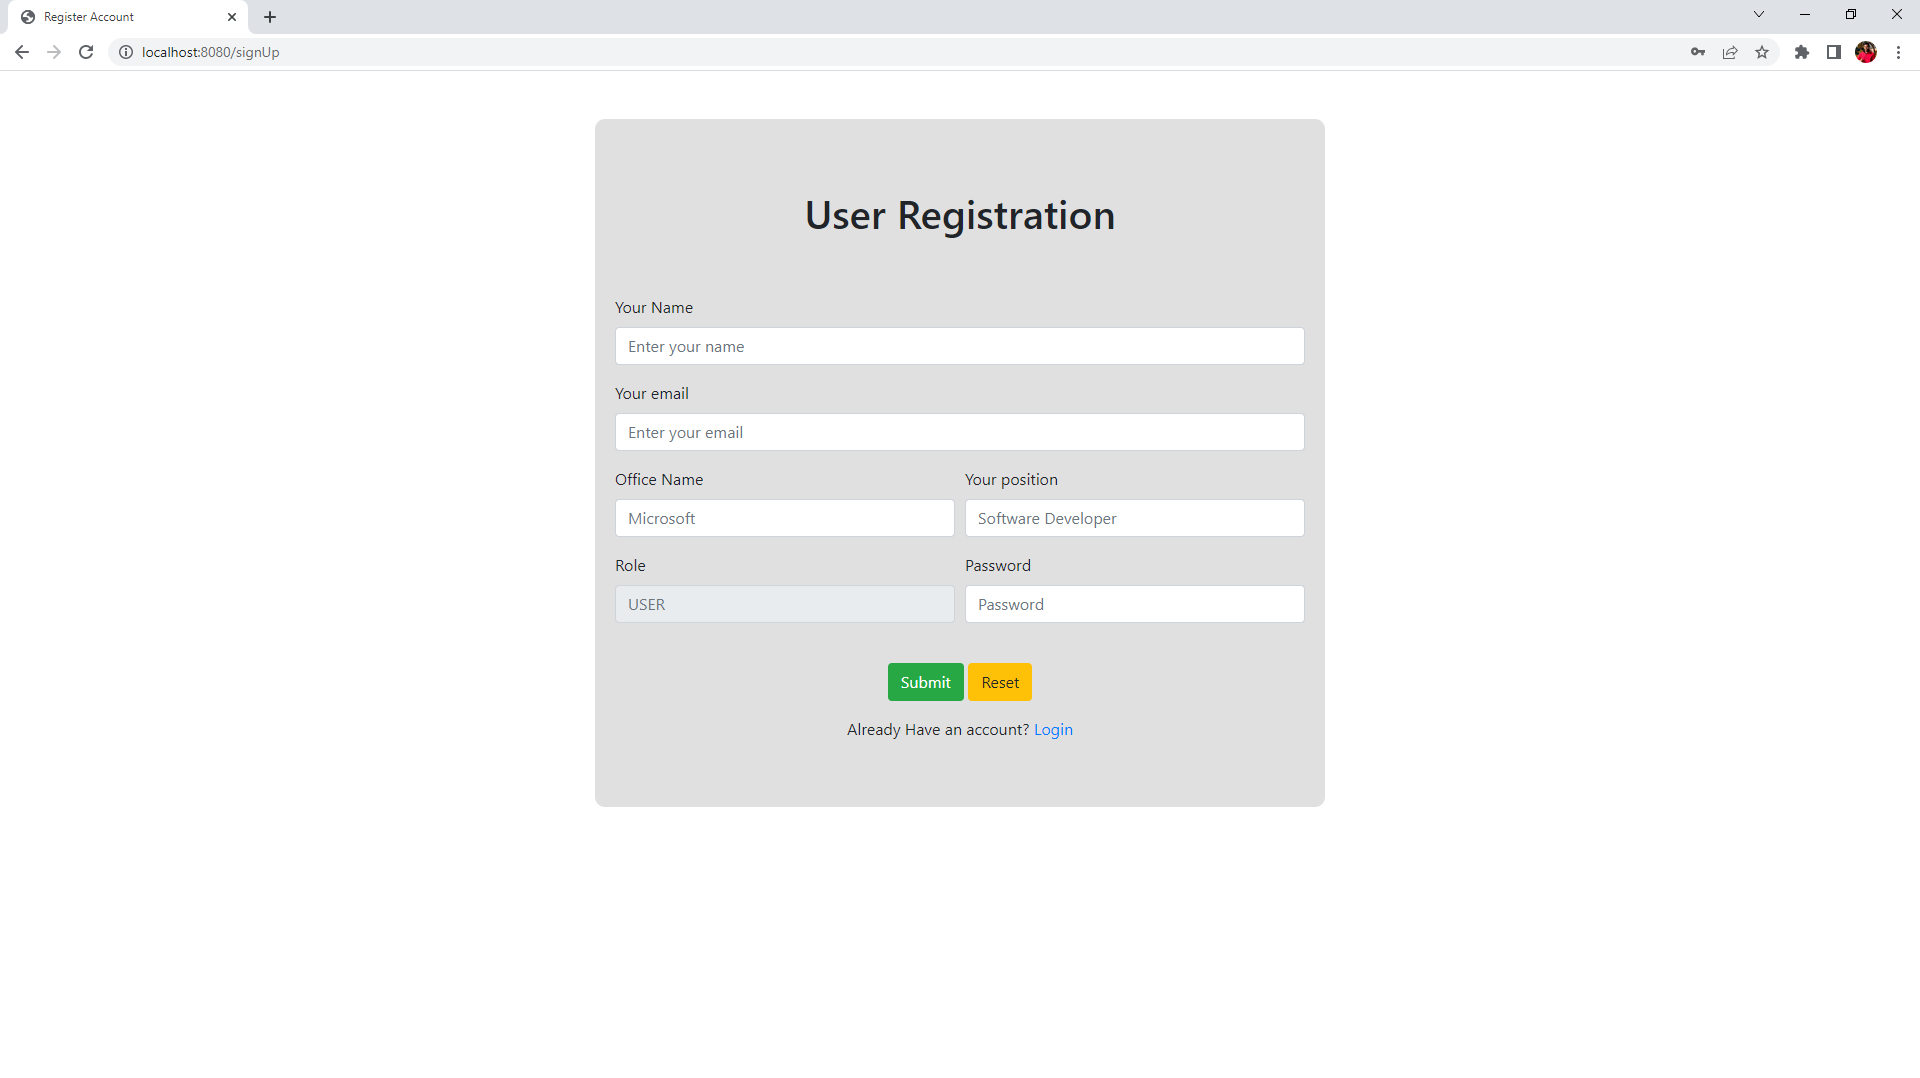 Register Account
localhost:8080/signUp
User Registration
Your Name
Enter your name
Your email
Enter your email
Office Name Your position
Microsoft Software Developer
Role Password
USER Password
Submit Reset
Already Have an account? Login